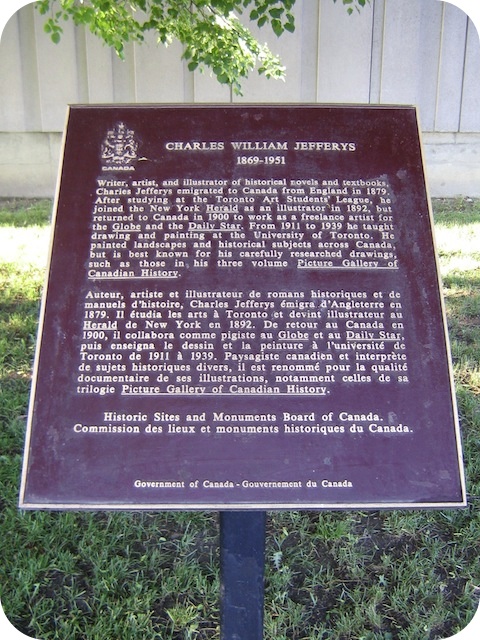 CANADA
CHARLES WILLIAM JEFFERYS
1869-1951
Writer, artist, and illustrator of historical novels and textbooks,
Charles Jefferys emigrated to Canada from England in 1879.
After studying at the Toronto Art Students' League, he
joined the New York Herald as an illustrator in 1892, but
returned to Canada in 1900 to work as a freelance artist for
the Globe and the Daily Star. From 1911 to 1939 he taught
drawing and painting at the University of Toronto. He
painted landscapes and historical subjects across Canada,
but is best known for his carefully researched drawings,
such as those in his three volume Picture Gallery of
Canadian History.
Auteur, artiste et illustrateur de romans historiques et de
manuels d'histoire, Charles Jefferys émigra d'Angleterre en
1879. Il étudia les arts à Toronto et devint illustrateur au
Herald de New York en 1892. De retour au Canada en
1900, il collabora comme pigiste au Globe et au Daily Star,
puis enseigna le dessin et la peinture à l'université de
Toronto de 1911 à 1939. Paysagiste canadien et interprète
de sujets historiques divers, il est renommé pour la qualité
documentaire de ses illustrations, notamment celles de sa
trilogie Picture Gallery of Canadian History.
Historic Sites and Monuments Board of Canada.
Commission des lieux et monuments historiques du Canada.
Government of Canada - Gouvernement du Canada